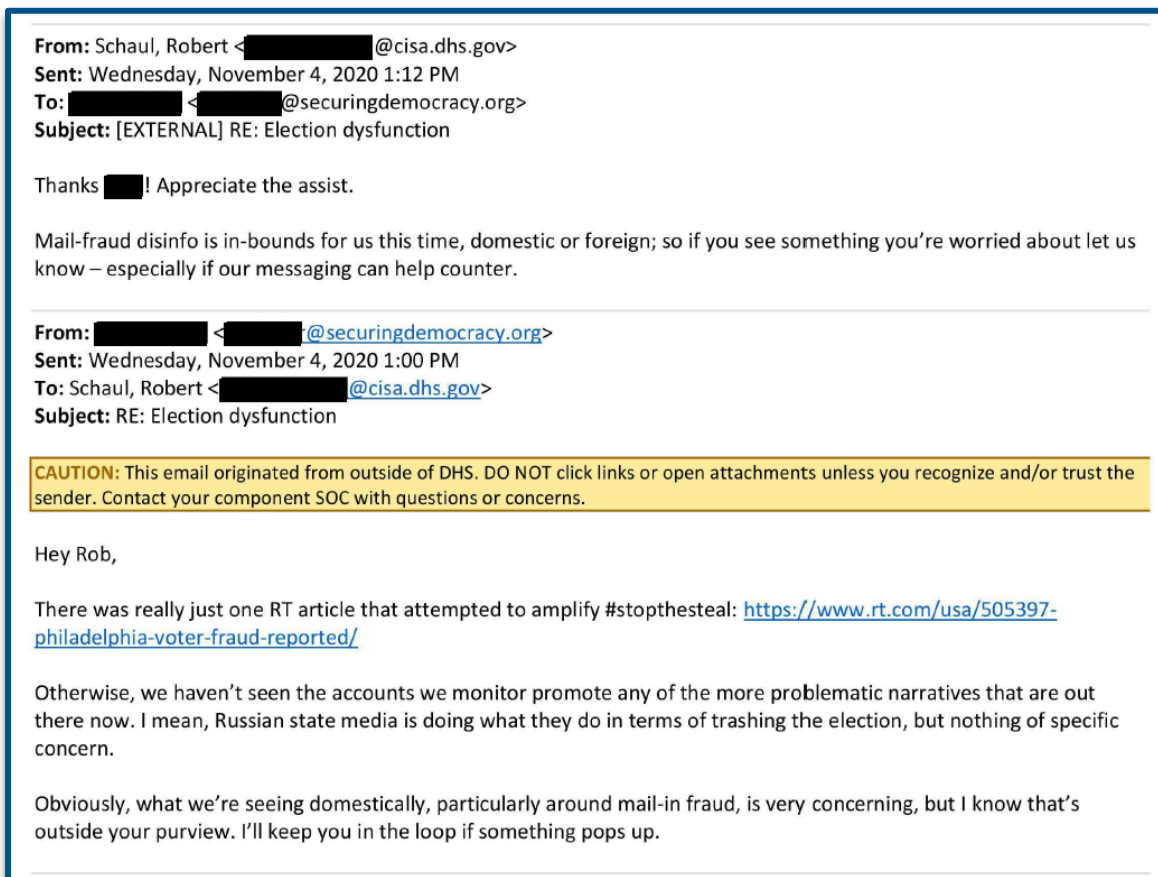 From: Schaul, Robert < @cisa.dhs.gov>
Sent: Wednesday, November 4, 2020 1:12 PM
To: < @securingdemocracy.org>
Subject: [EXTERNAL] RE: Election dysfunction
Thanks ! Appreciate the assist.
Mail-fraud disinfo is in-bounds for us this time, domestic or foreign; so if you see something you’re worried about let us
know – especially if our messaging can help counter.
From: < r@securingdemocracy.org>
Sent: Wednesday, November 4, 2020 1:00 PM
To: Schaul, Robert < @cisa.dhs.gov>
Subject: RE: Election dysfunction
CAUTION: This email originated from outside of DHS. DO NOT click links or open attachments unless you recognize and/or trust the
sender. Contact your component SOC with questions or concerns.
Hey Rob,
There was really just one RT article that attempted to amplify #stopthesteal: https://www.rt.com/usa/505397-
philadelphia-voter-fraud-reported/
Otherwise, we haven’t seen the accounts we monitor promote any of the more problematic narratives that are out
there now. I mean, Russian state media is doing what they do in terms of trashing the election, but nothing of specific
concern.
Obviously, what we’re seeing domestically, particularly around mail-in fraud, is very concerning, but I know that’s
outside your purview. I’ll keep you in the loop if something pops up.